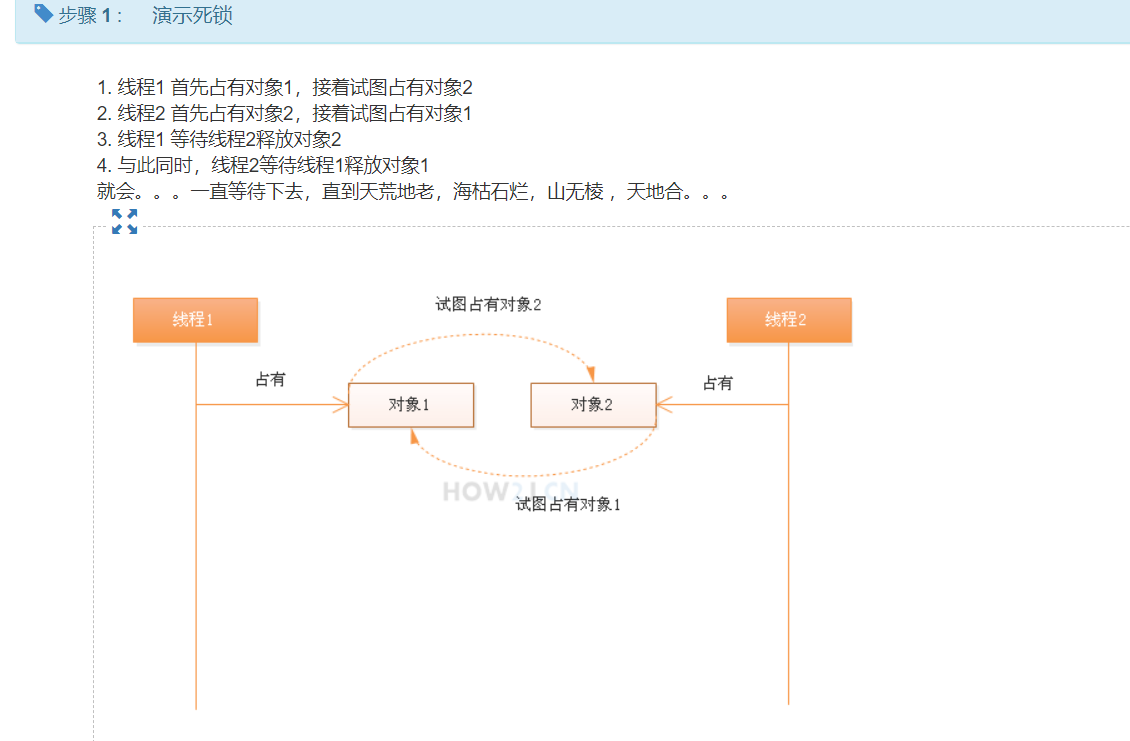 步骤 1 : 演示死锁
1. 线程1 首先占有对象1，接着试图占有对象2
2. 线程2 首先占有对象2，接着试图占有对象1
3. 线程1 等待线程2释放对象2
4. 与此同时，线程2等待线程1释放对象1
就会。。。一直等待下去，直到天荒地老，海枯石烂，山无棱 ，天地合。。。
试图占有对象2
线程1
线程2
占有
占有
对象1
对象2
HOW2J.CN
试图占有对象1